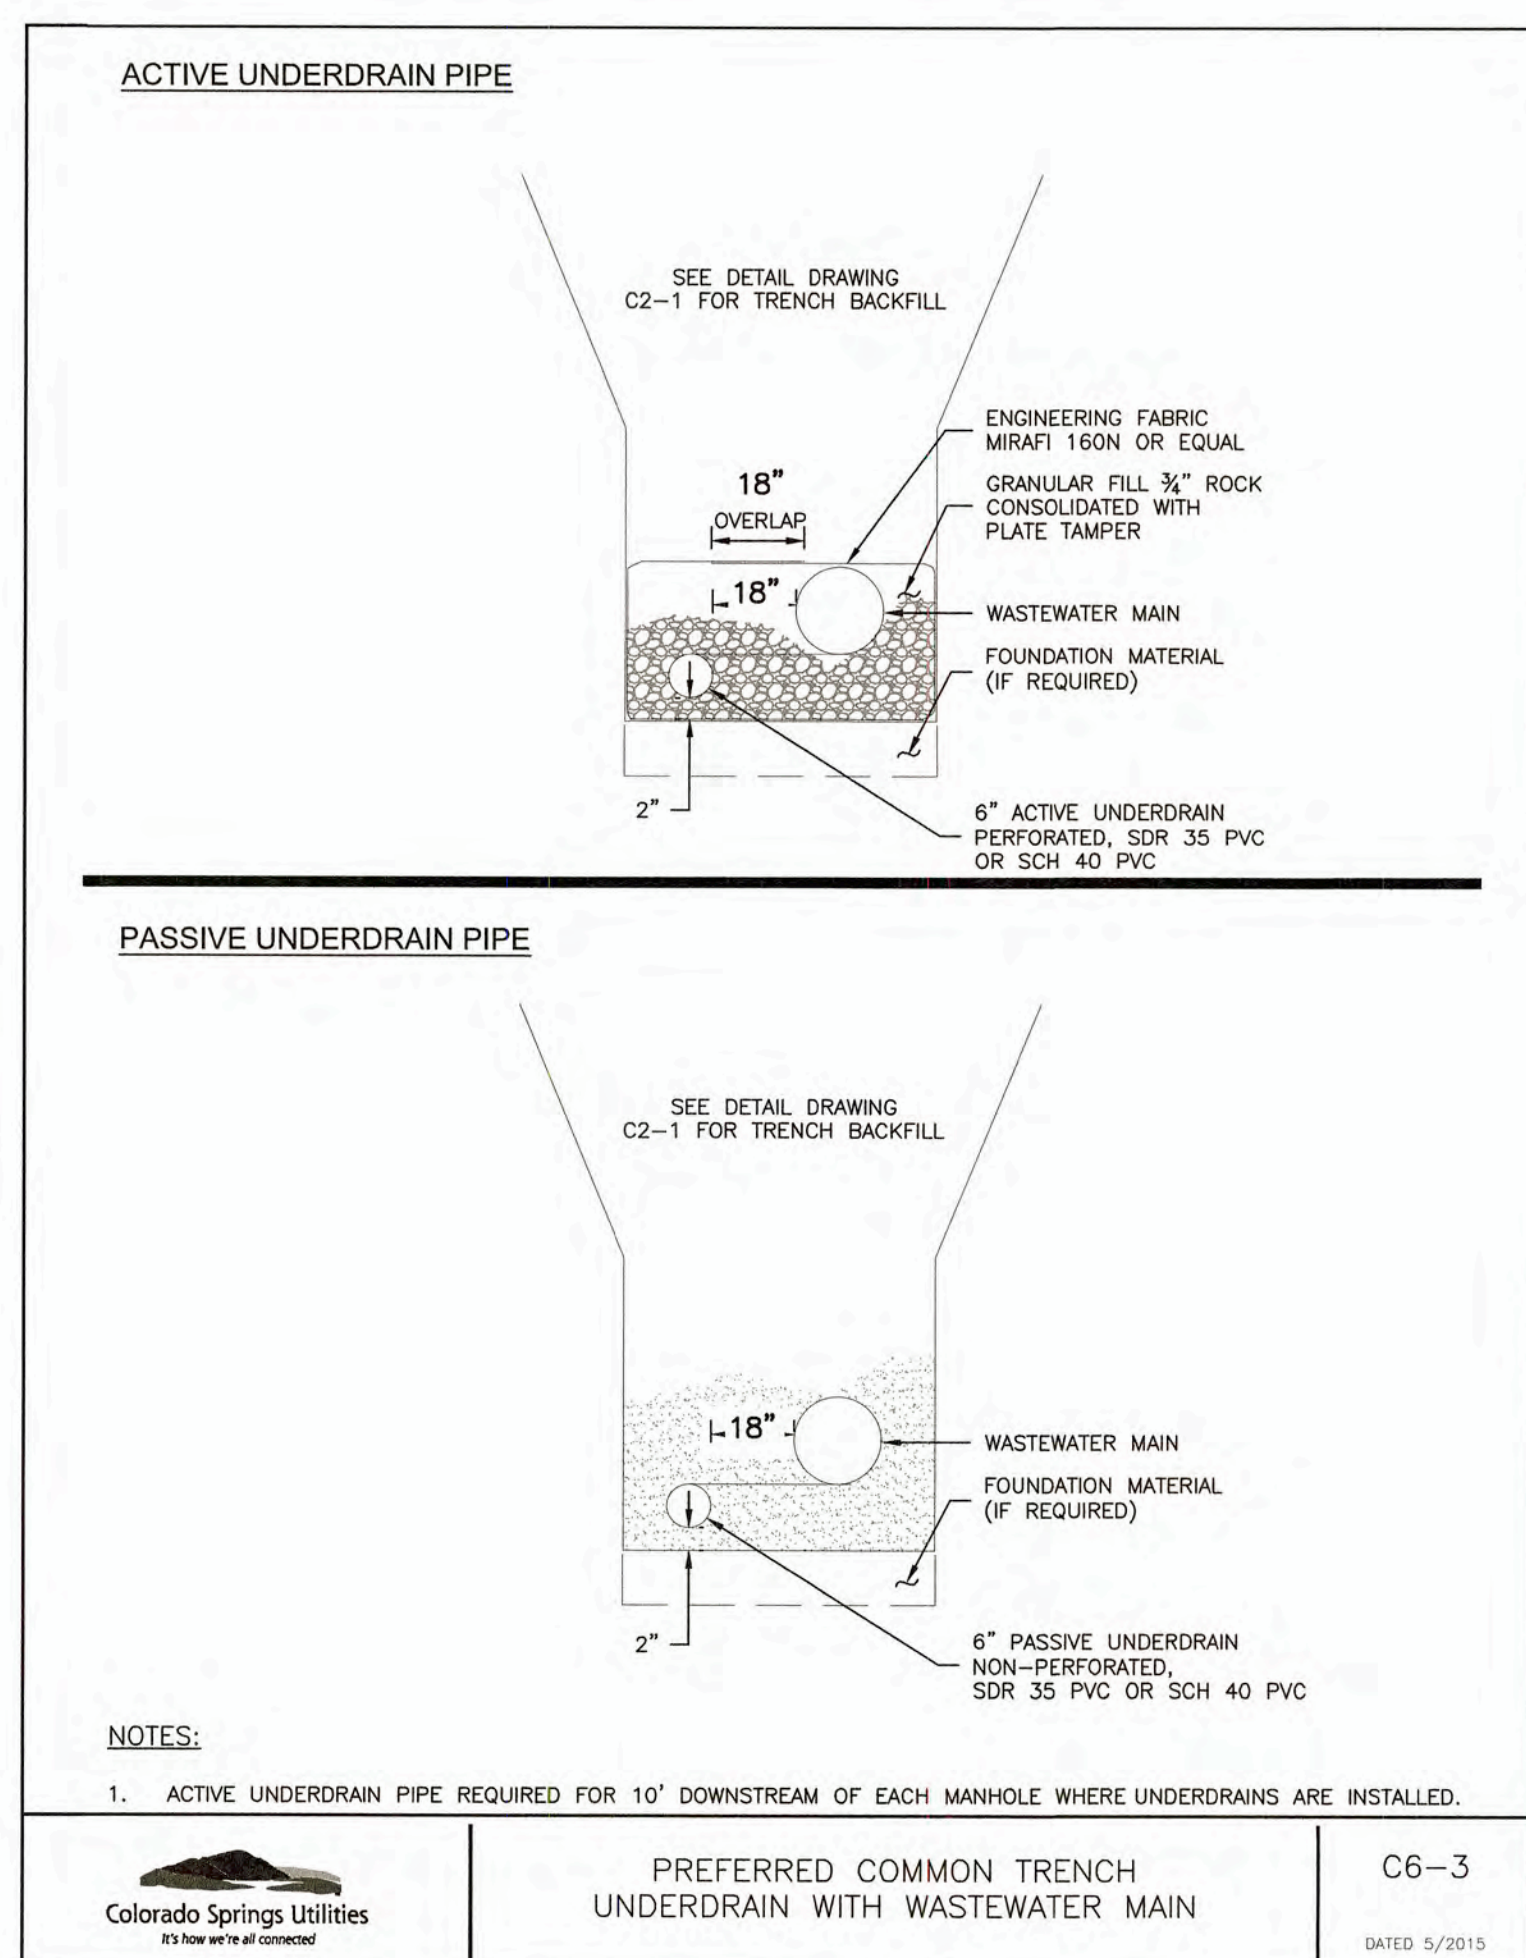 ACTIVE UNDERDRAIN PIPE
SEE DETAIL DRAWING
C2-1 FOR TRENCH BACKFILL
ENGINEERING FABRIC
MIRAFI 160N OR EQUAL
18"
OVERLAP
GRANULAR FILL ¾" ROCK
CONSOLIDATED WITH
PLATE TAMPER
18"
WASTEWATER MAIN
FOUNDATION MATERIAL
(IF REQUIRED)
2"
6" ACTIVE UNDERDRAIN
PERFORATED, SDR 35 PVC
OR SCH 40 PVC
PASSIVE UNDERDRAIN PIPE
SEE DETAIL DRAWING
C2-1 FOR TRENCH BACKFILL
18"
WASTEWATER MAIN
FOUNDATION MATERIAL
(IF REQUIRED)
2"
6" PASSIVE UNDERDRAIN
NON-PERFORATED,
SDR 35 PVC OR SCH 40 PVC
NOTES:
1. ACTIVE UNDERDRAIN PIPE REQUIRED FOR 10' DOWNSTREAM OF EACH MANHOLE WHERE UNDERDRAINS ARE INSTALLED.
Colorado Springs Utilities
It's how we're all connected
PREFERRED COMMON TRENCH
UNDERDRAIN WITH WASTEWATER MAIN
C6-3
DATED 5/2015